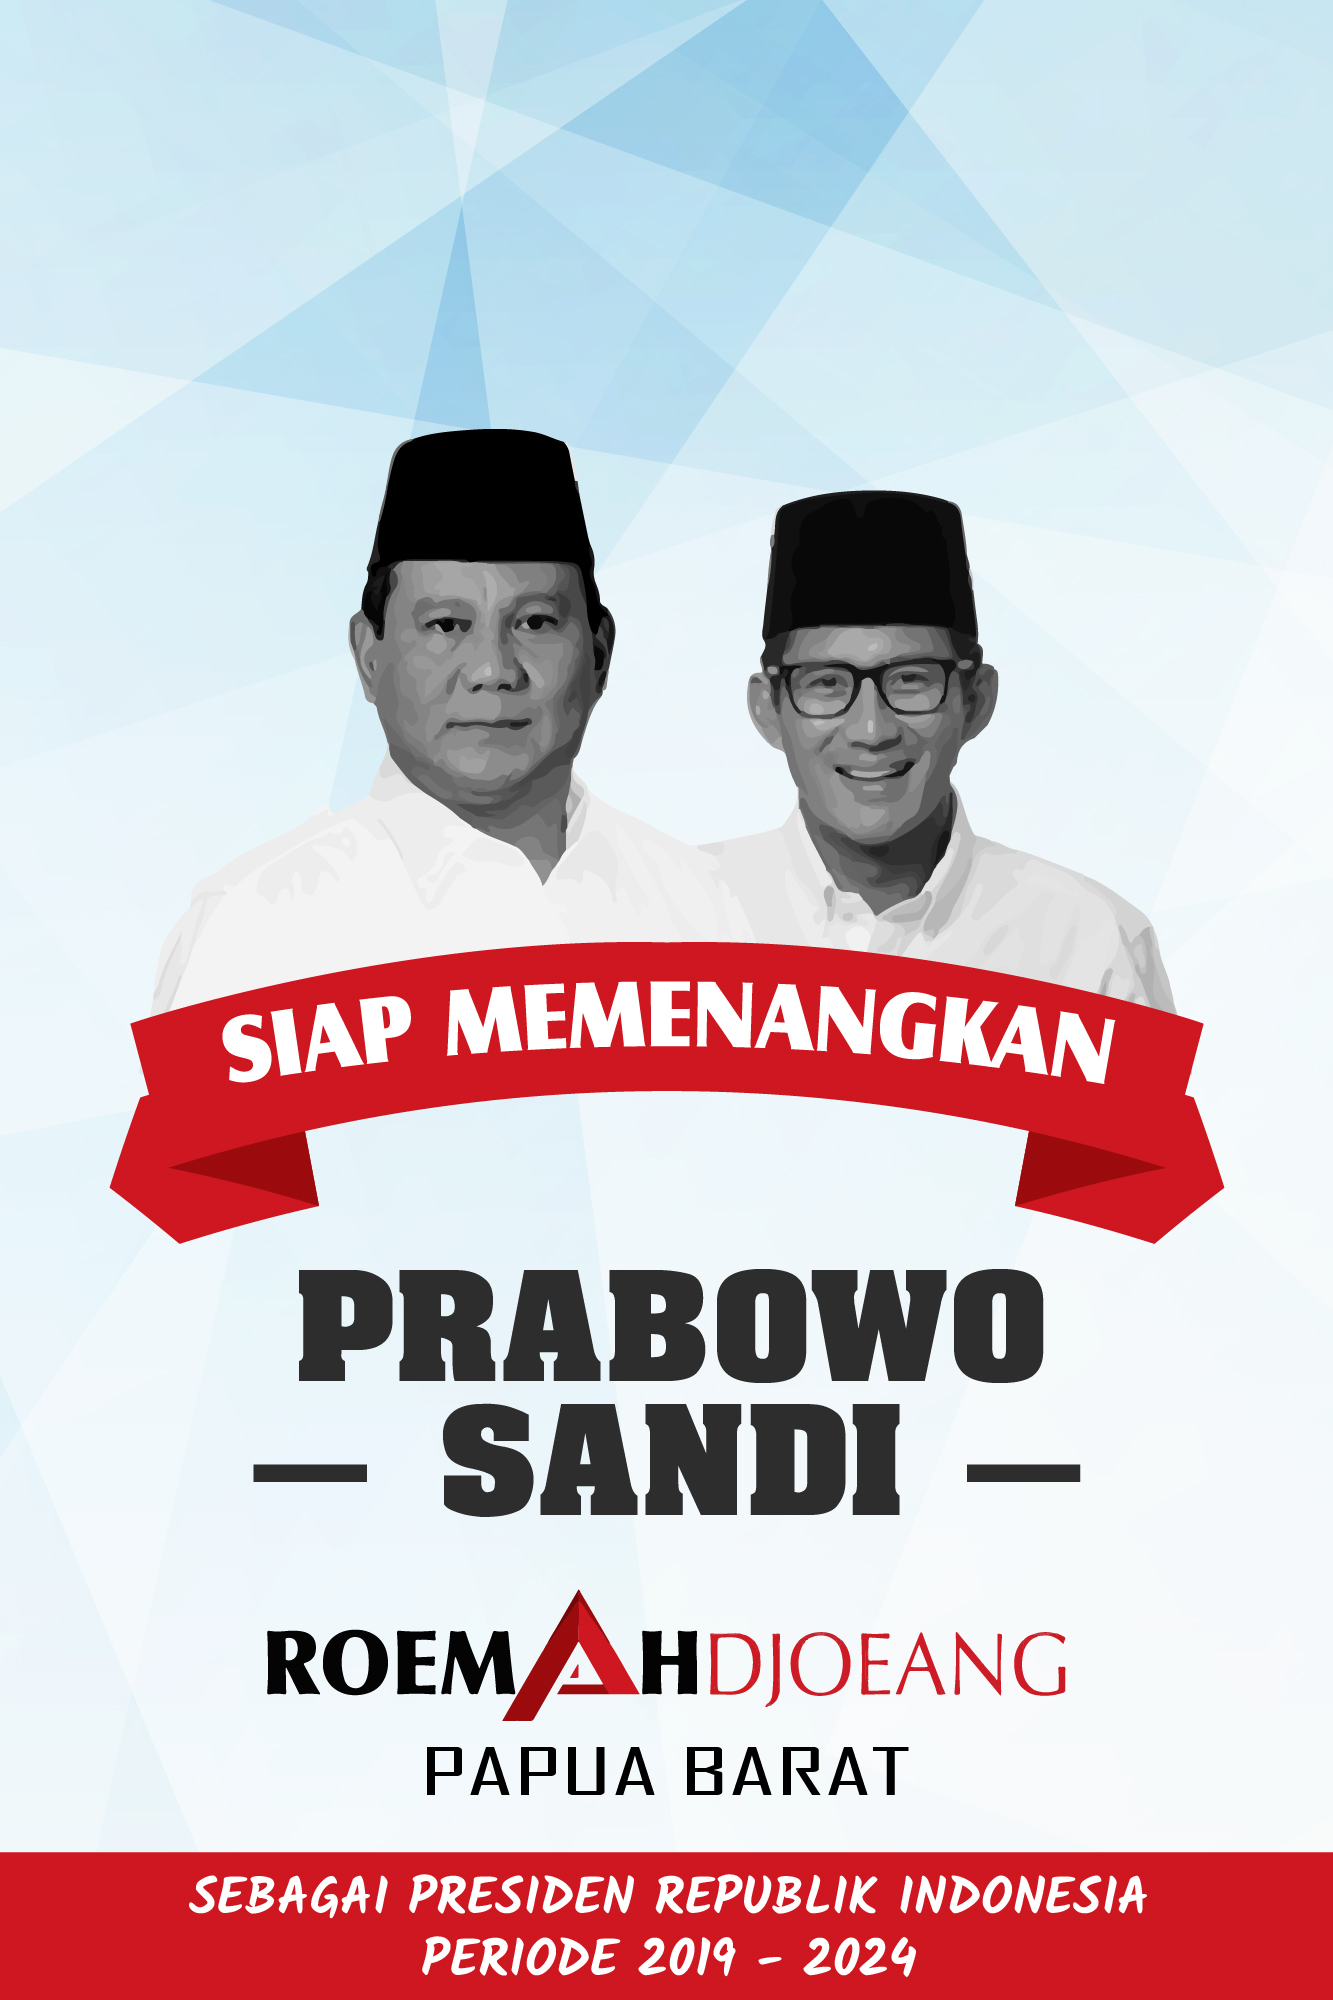 SIAP MEMENANGKAN
PRABOWO
SANDI
ROEMAHDJOEANG
PAPUA BARAT
SEBAGAI PRESIDEN REPUBLIK INDONESIA
PERIODE 2019 - 2024